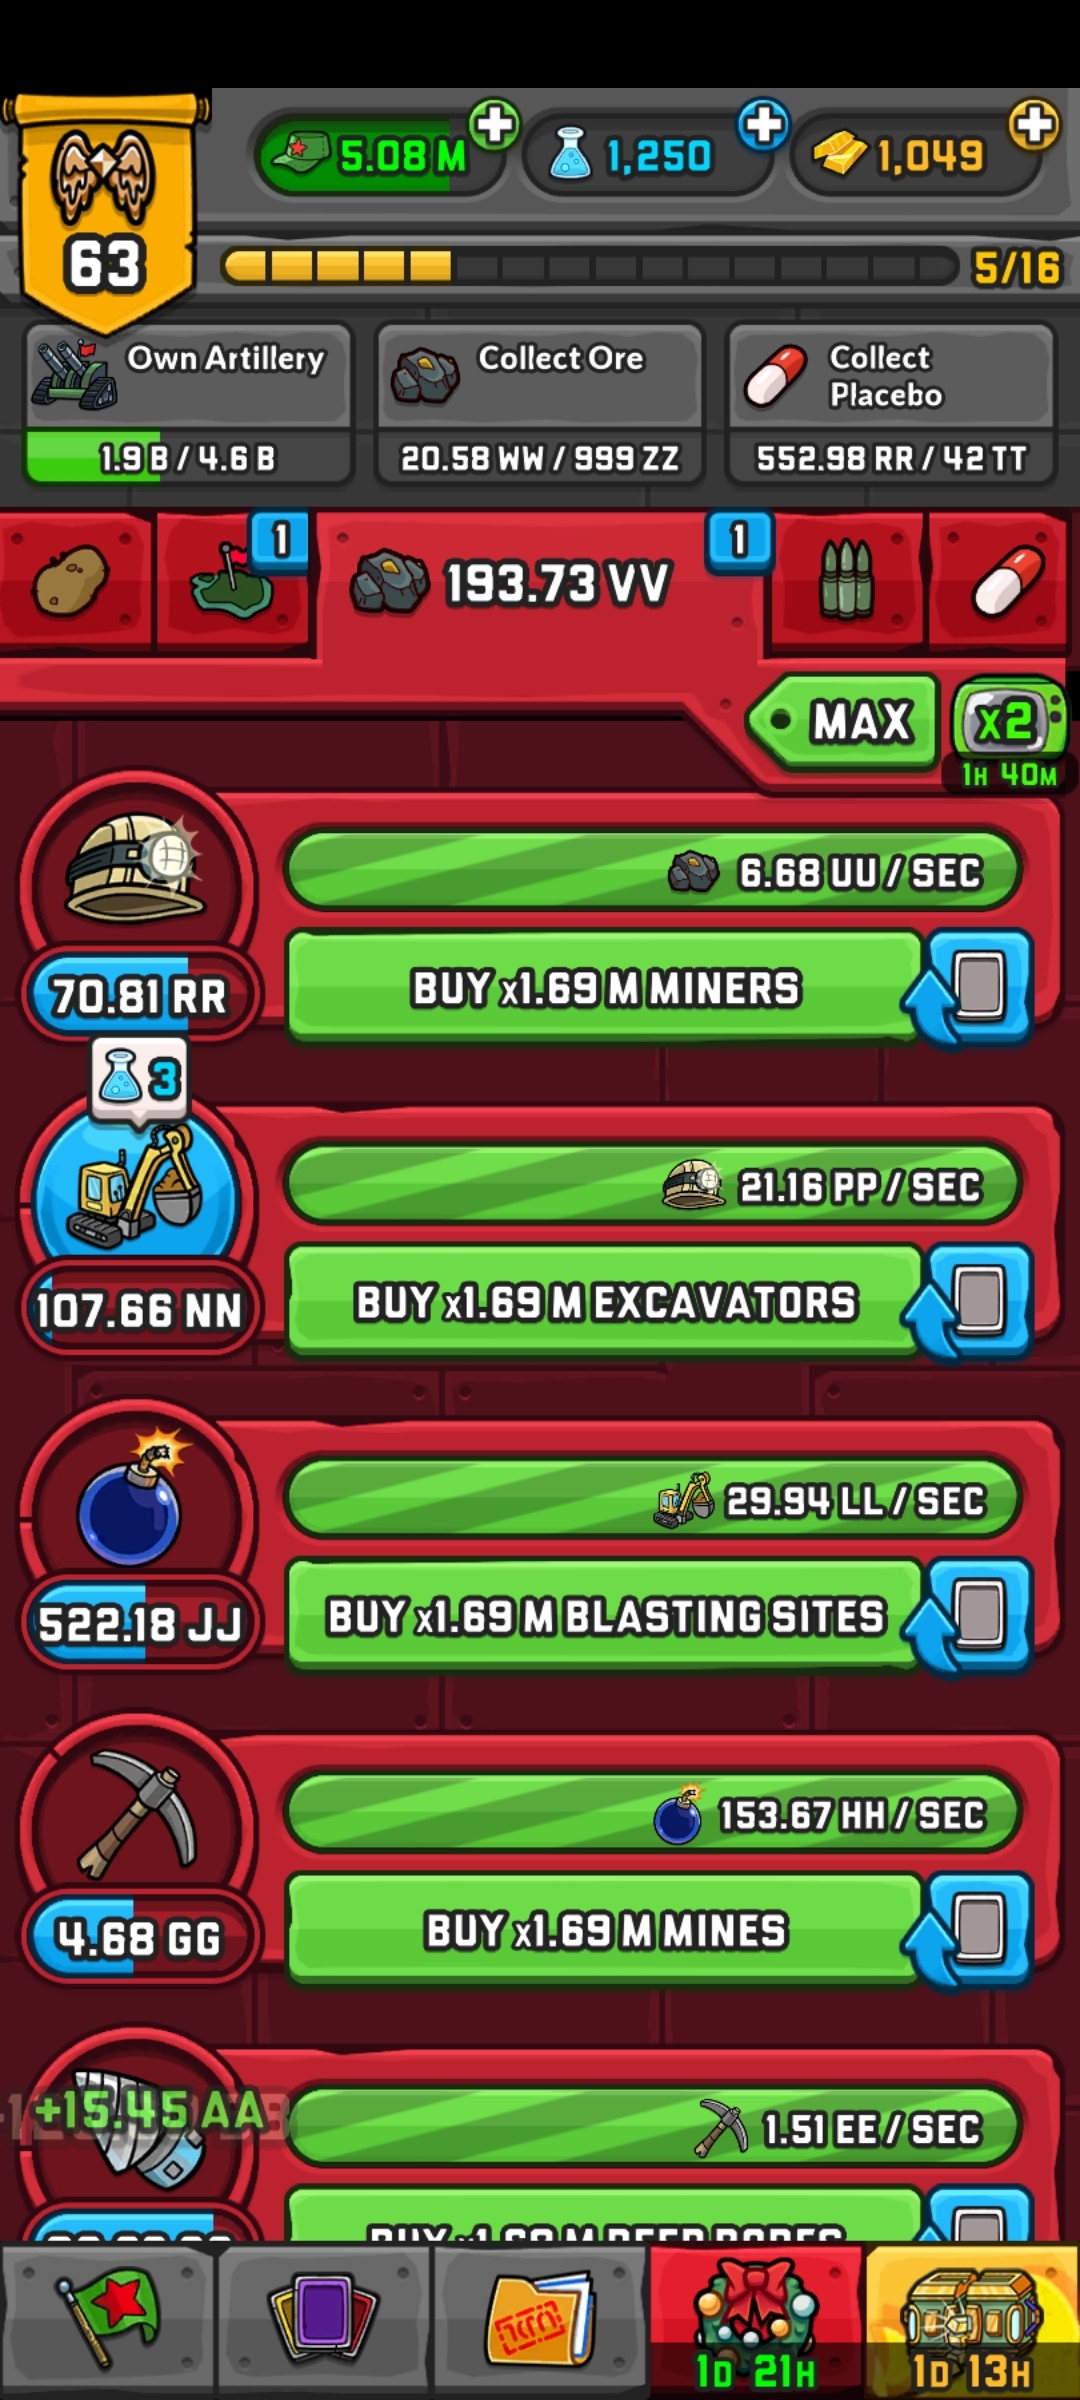 5.08 M
1,250
1,049
63
5/16
Own Artillery
1.9 B / 4.6 B
Collect Ore
20.58 WW / 999 ZZ
Collect
Placebo
552.98 RR / 42 TT
1
193.73 VV
1
MAX
x2
1H 40M
6.68 UU / SEC
BUY x1.69 M MINERS
70.81 RR
3
21.16 PP / SEC
BUY x1.69 M EXCAVATORS
107.66 NN
29.94 LL / SEC
BUY x1.69 M BLASTING SITES
522.18 JJ
153.67 HH / SEC
BUY x1.69 M MINES
4.68 GG
+15.45 AA
1.51 EE / SEC
1D 21H
1D 13H